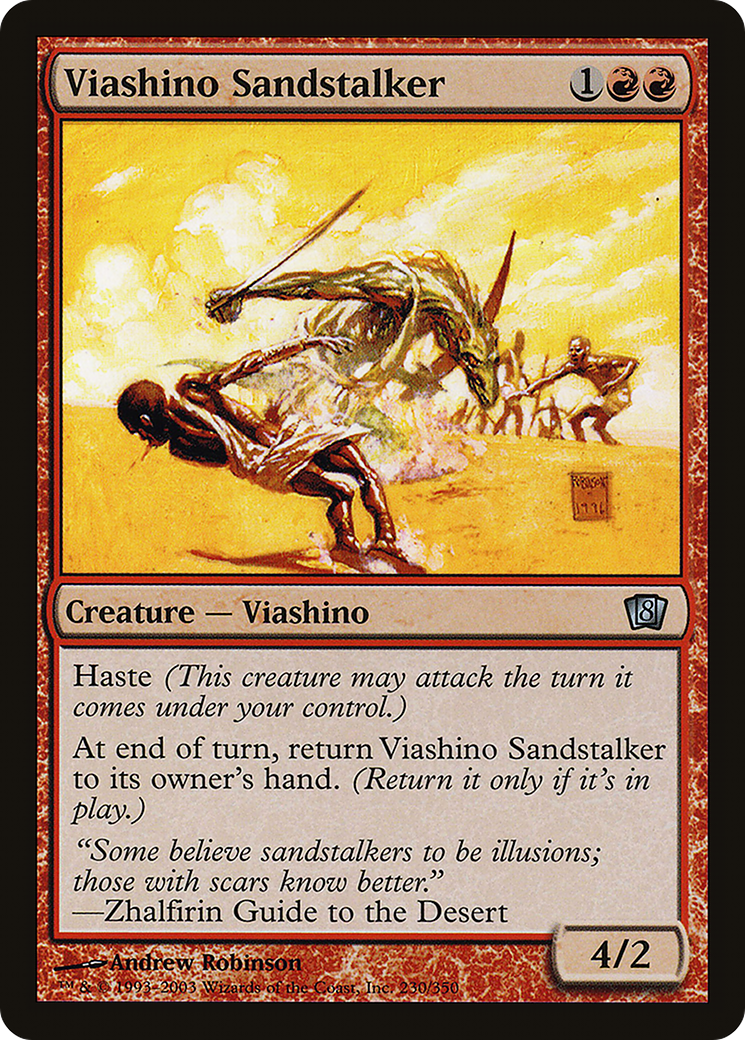 Viashino Sandstalker 1
ROBINSON
1996
Creature — Viashino 8
Haste (This creature may attack the turn it
comes under your control.)
At end of turn, return Viashino Sandstalker
to its owner's hand. (Return it only if it's in
play.)
“Some believe sandstalkers to be illusions;
those with scars know better.”
—Zhalfirin Guide to the Desert
4/2
Andrew Robinson
™ & © 1993–2003 Wizards of the Coast, Inc. 230/350